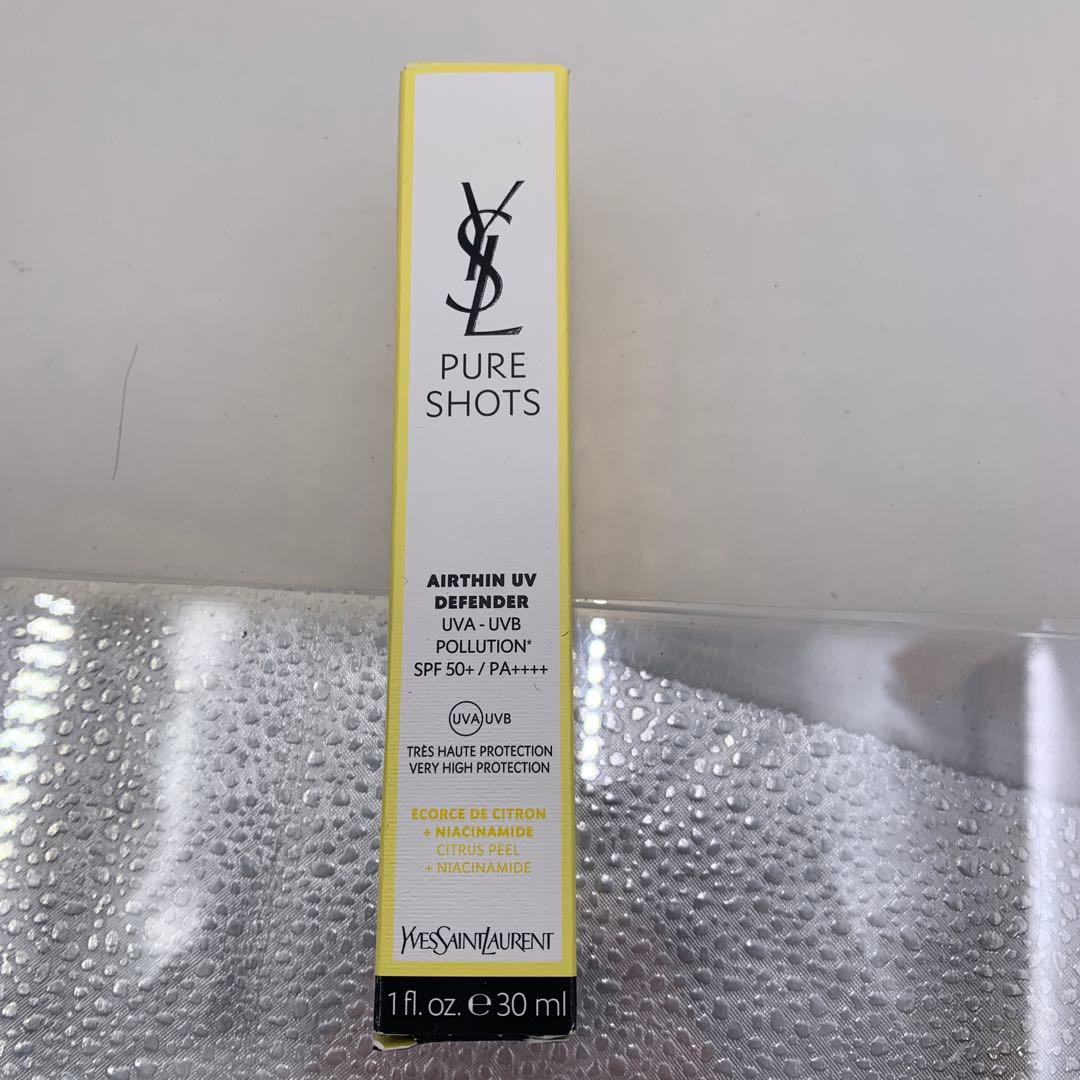 YSL
PURE
SHOTS
AIRTHIN UV
DEFENDER
UVA - UVB
POLLUTION*
SPF 50+ / PA++++
UVA UVB
TRÈS HAUTE PROTECTION
VERY HIGH PROTECTION
ÉCORCE DE CITRON
+ NIACINAMIDE
CITRUS PEEL
+ NIACINAMIDE
YVESSAINTLAURENT
1 fl. oz. ℮ 30 ml